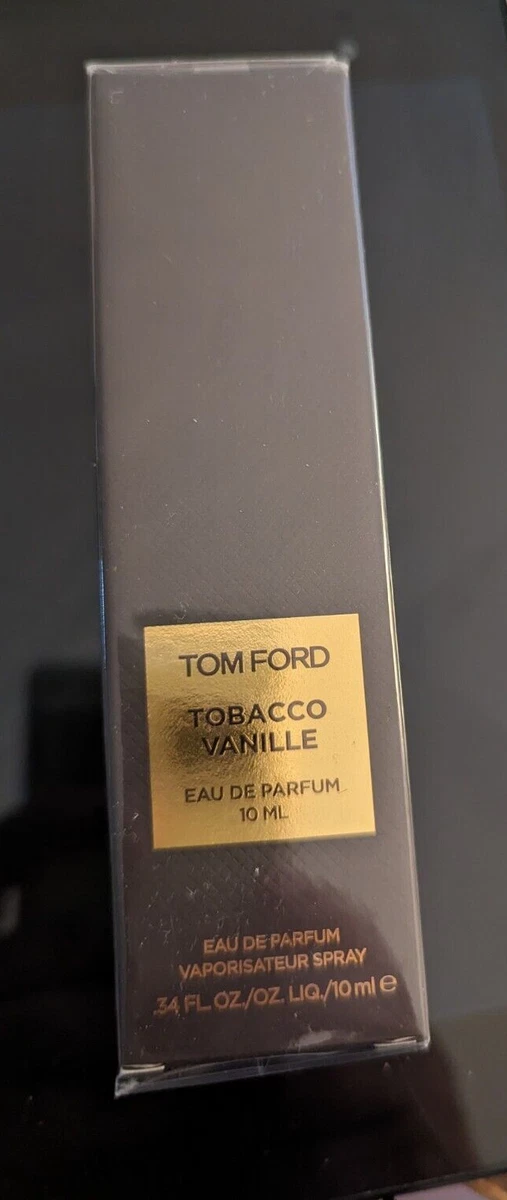 TOM FORD
TOBACCO
VANILLE
EAU DE PARFUM
10 ML
EAU DE PARFUM
VAPORISATEUR SPRAY
.34 FL. OZ./OZ. LIQ./10 ml ℮